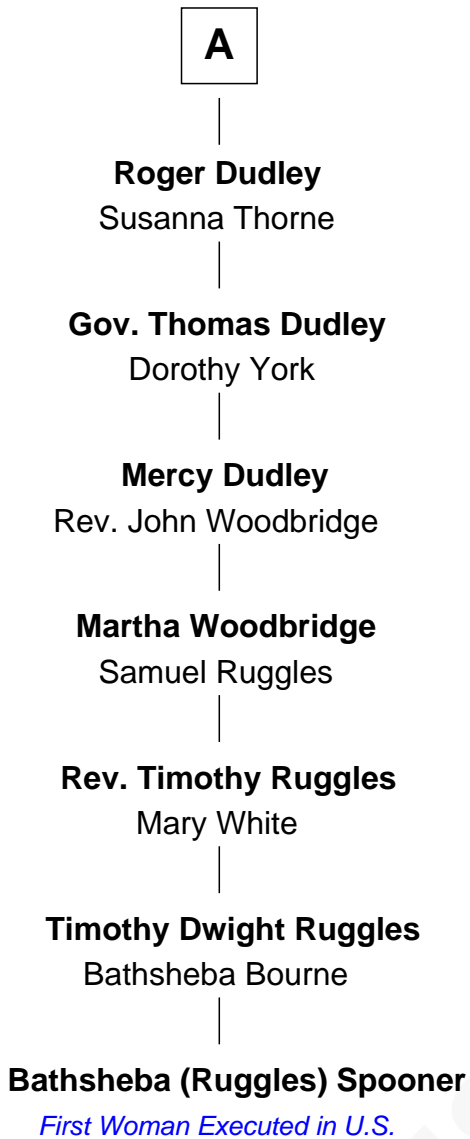 A
Roger Dudley
Susanna Thorne
Gov. Thomas Dudley
Dorothy York
Mercy Dudley
Rev. John Woodbridge
Martha Woodbridge
Samuel Ruggles
Rev. Timothy Ruggles
Mary White
Timothy Dwight Ruggles
Bathsheba Bourne
Bathsheba (Ruggles) Spooner
First Woman Executed in U.S.